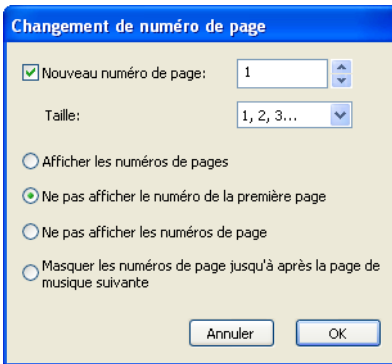 Changement de numéro de page
Nouveau numéro de page: 1
Taille: 1, 2, 3...
Afficher les numéros de pages
Ne pas afficher le numéro de la première page
Ne pas afficher les numéros de page
Masquer les numéros de page jusqu'à après la page de
musique suivante
Annuler OK